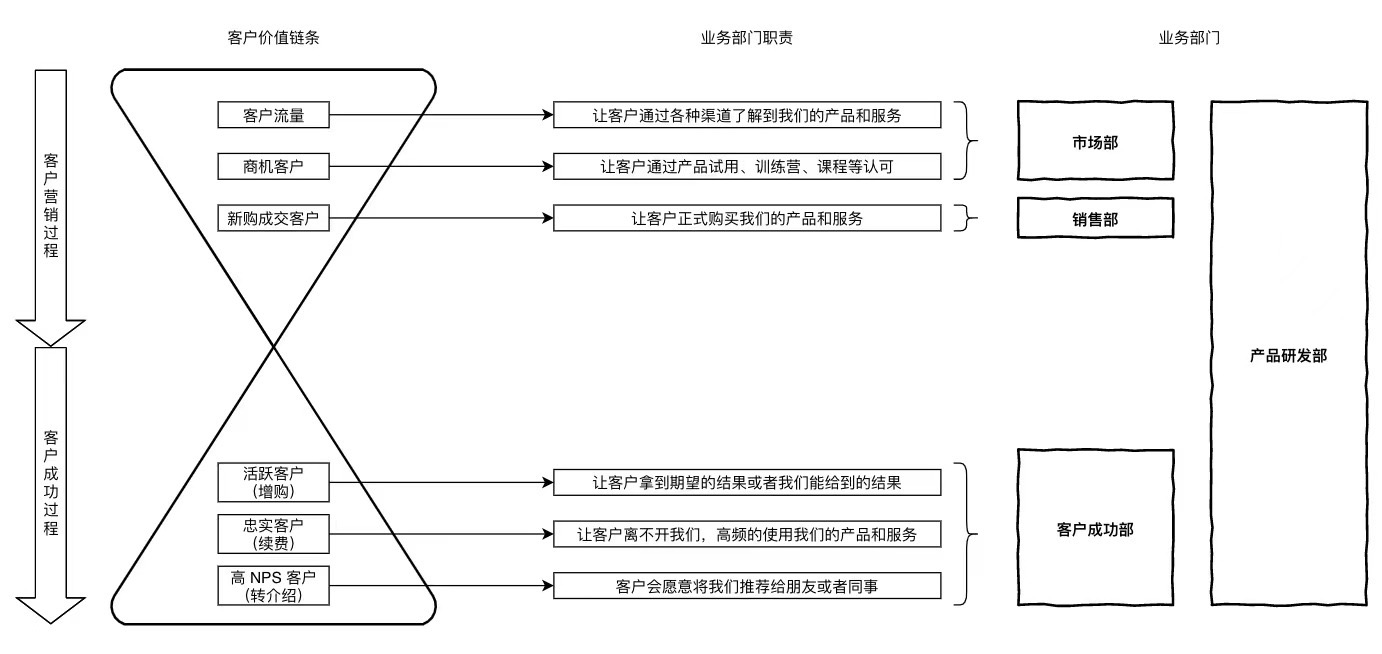 客户价值链条
业务部门职责
业务部门
客户营销过程
客户流量
让客户通过各种渠道了解到我们的产品和服务
商机客户
让客户通过产品试用、训练营、课程等认可
新购成交客户
让客户正式购买我们的产品和服务
市场部
销售部
产品研发部
客户成功过程
活跃客户
（增购）
让客户拿到期望的结果或者我们能给到的结果
忠实客户
（续费）
让客户离不开我们，高频的使用我们的产品和服务
高 NPS 客户
（转介绍）
客户会愿意将我们推荐给朋友或者同事
客户成功部